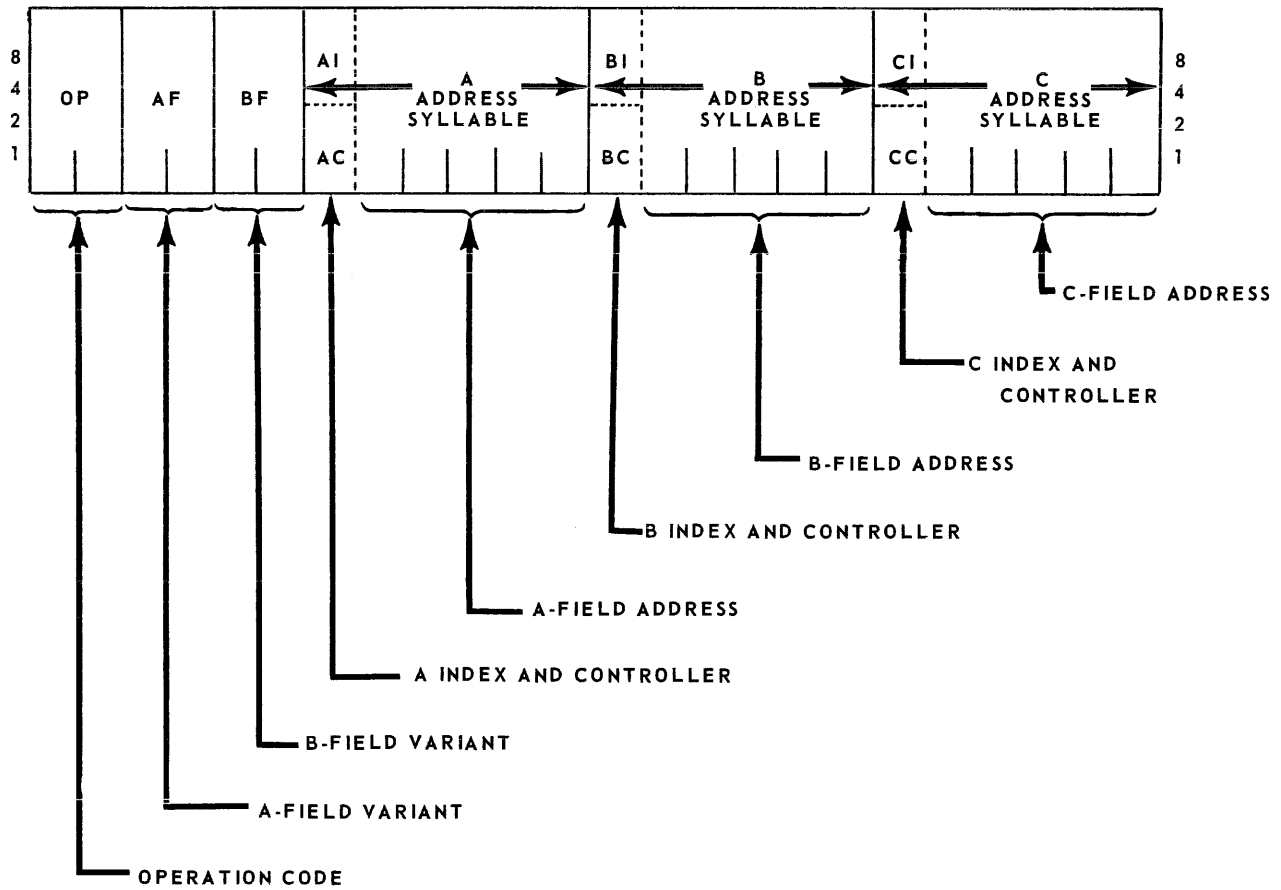 8
4
2
1
OP
AF
BF
AI
AC
A
ADDRESS
SYLLABLE
BI
BC
B
ADDRESS
SYLLABLE
CI
CC
C
ADDRESS
SYLLABLE
8
4
2
1
C-FIELD ADDRESS
C INDEX AND
CONTROLLER
B-FIELD ADDRESS
B INDEX AND CONTROLLER
A-FIELD ADDRESS
A INDEX AND CONTROLLER
B-FIELD VARIANT
A-FIELD VARIANT
OPERATION CODE